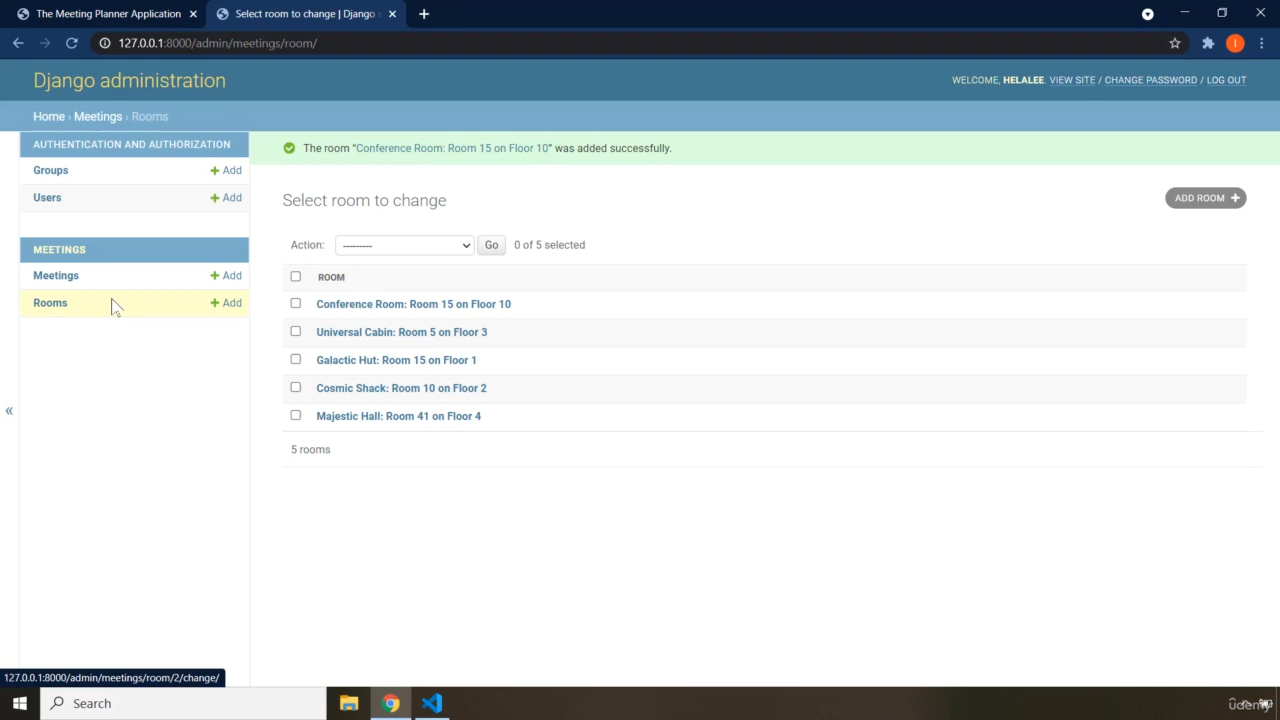 The Meeting Planner Application
Select room to change | Django s
127.0.0.1:8000/admin/meetings/room/
I
Django administration
WELCOME, HELALEE. VIEW SITE / CHANGE PASSWORD / LOG OUT
Home › Meetings › Rooms
AUTHENTICATION AND AUTHORIZATION
Groups + Add
Users + Add
MEETINGS
Meetings + Add
Rooms + Add
«
The room “Conference Room: Room 15 on Floor 10” was added successfully.
Select room to change
ADD ROOM +
Action: --------- Go 0 of 5 selected
ROOM
Conference Room: Room 15 on Floor 10
Universal Cabin: Room 5 on Floor 3
Galactic Hut: Room 15 on Floor 1
Cosmic Shack: Room 10 on Floor 2
Majestic Hall: Room 41 on Floor 4
5 rooms
127.0.0.1:8000/admin/meetings/room/2/change/
Search
udemy